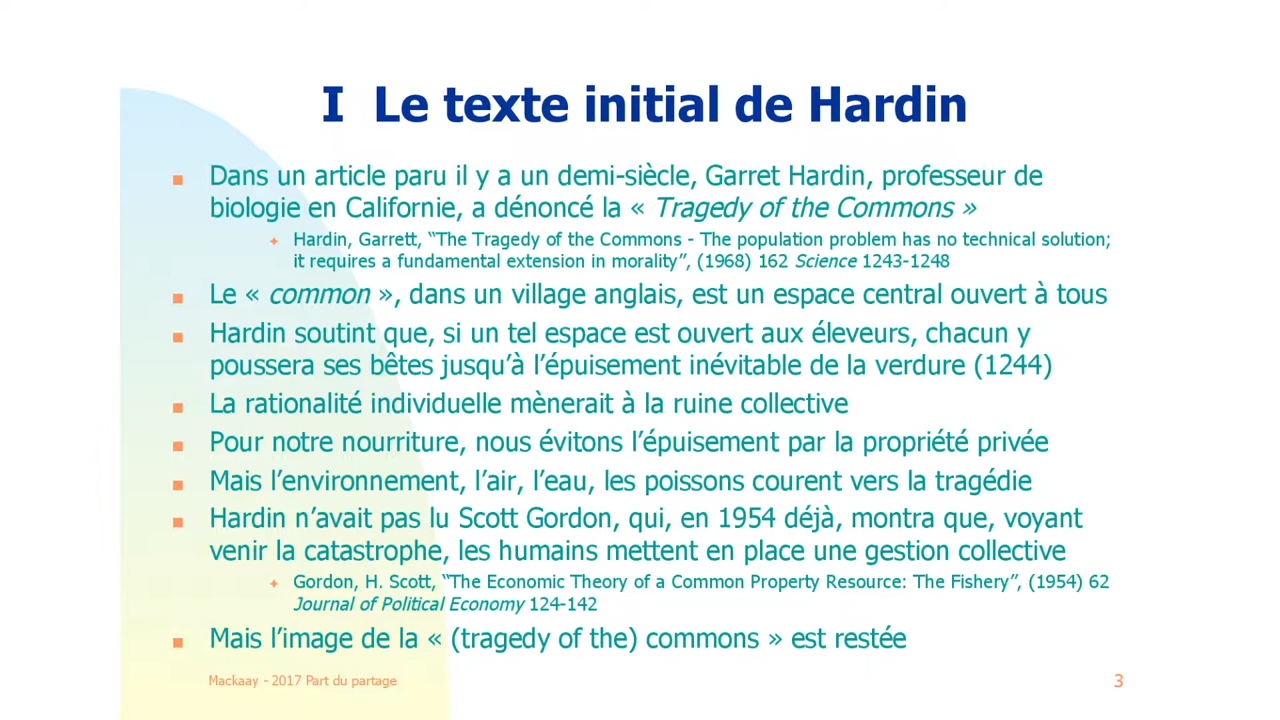 I Le texte initial de Hardin
Dans un article paru il y a un demi-siècle, Garret Hardin, professeur de
biologie en Californie, a dénoncé la « Tragedy of the Commons »
Hardin, Garrett, “The Tragedy of the Commons - The population problem has no technical solution;
it requires a fundamental extension in morality”, (1968) 162 Science 1243-1248
Le « common », dans un village anglais, est un espace central ouvert à tous
Hardin soutint que, si un tel espace est ouvert aux éleveurs, chacun y
poussera ses bêtes jusqu’à l’épuisement inévitable de la verdure (1244)
La rationalité individuelle mènerait à la ruine collective
Pour notre nourriture, nous évitons l’épuisement par la propriété privée
Mais l’environnement, l’air, l’eau, les poissons courent vers la tragédie
Hardin n’avait pas lu Scott Gordon, qui, en 1954 déjà, montra que, voyant
venir la catastrophe, les humains mettent en place une gestion collective
Gordon, H. Scott, “The Economic Theory of a Common Property Resource: The Fishery”, (1954) 62
Journal of Political Economy 124-142
Mais l’image de la « (tragedy of the) commons » est restée
Mackaay - 2017 Part du partage
3